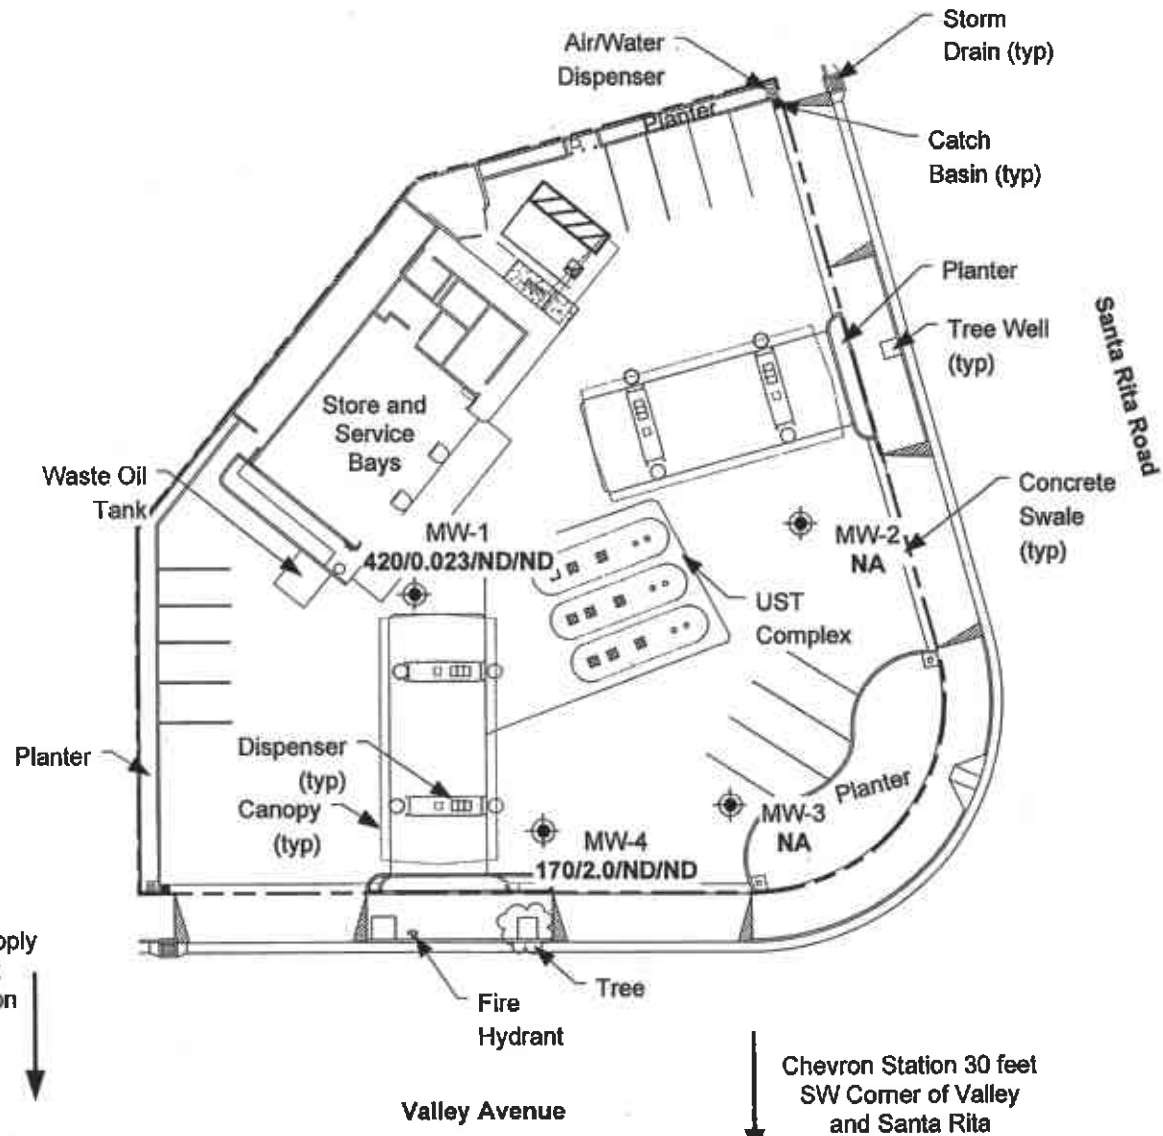 Storm
Drain (typ)
Air/Water
Dispenser
Planter
Catch
Basin (typ)
Planter
Santa Rita Road
Tree Well
(typ)
Store and
Service
Bays
Waste Oil
Tank
Concrete
Swale
(typ)
MW-1
420/0.023/ND/ND
MW-2
NA
UST
Complex
Planter
Dispenser
(typ)
Canopy
(typ)
Planter
MW-3
NA
MW-4
170/2.0/ND/ND
Tree
Fire
Hydrant
Valley Avenue
Chevron Station 30 feet
SW Corner of Valley
and Santa Rita